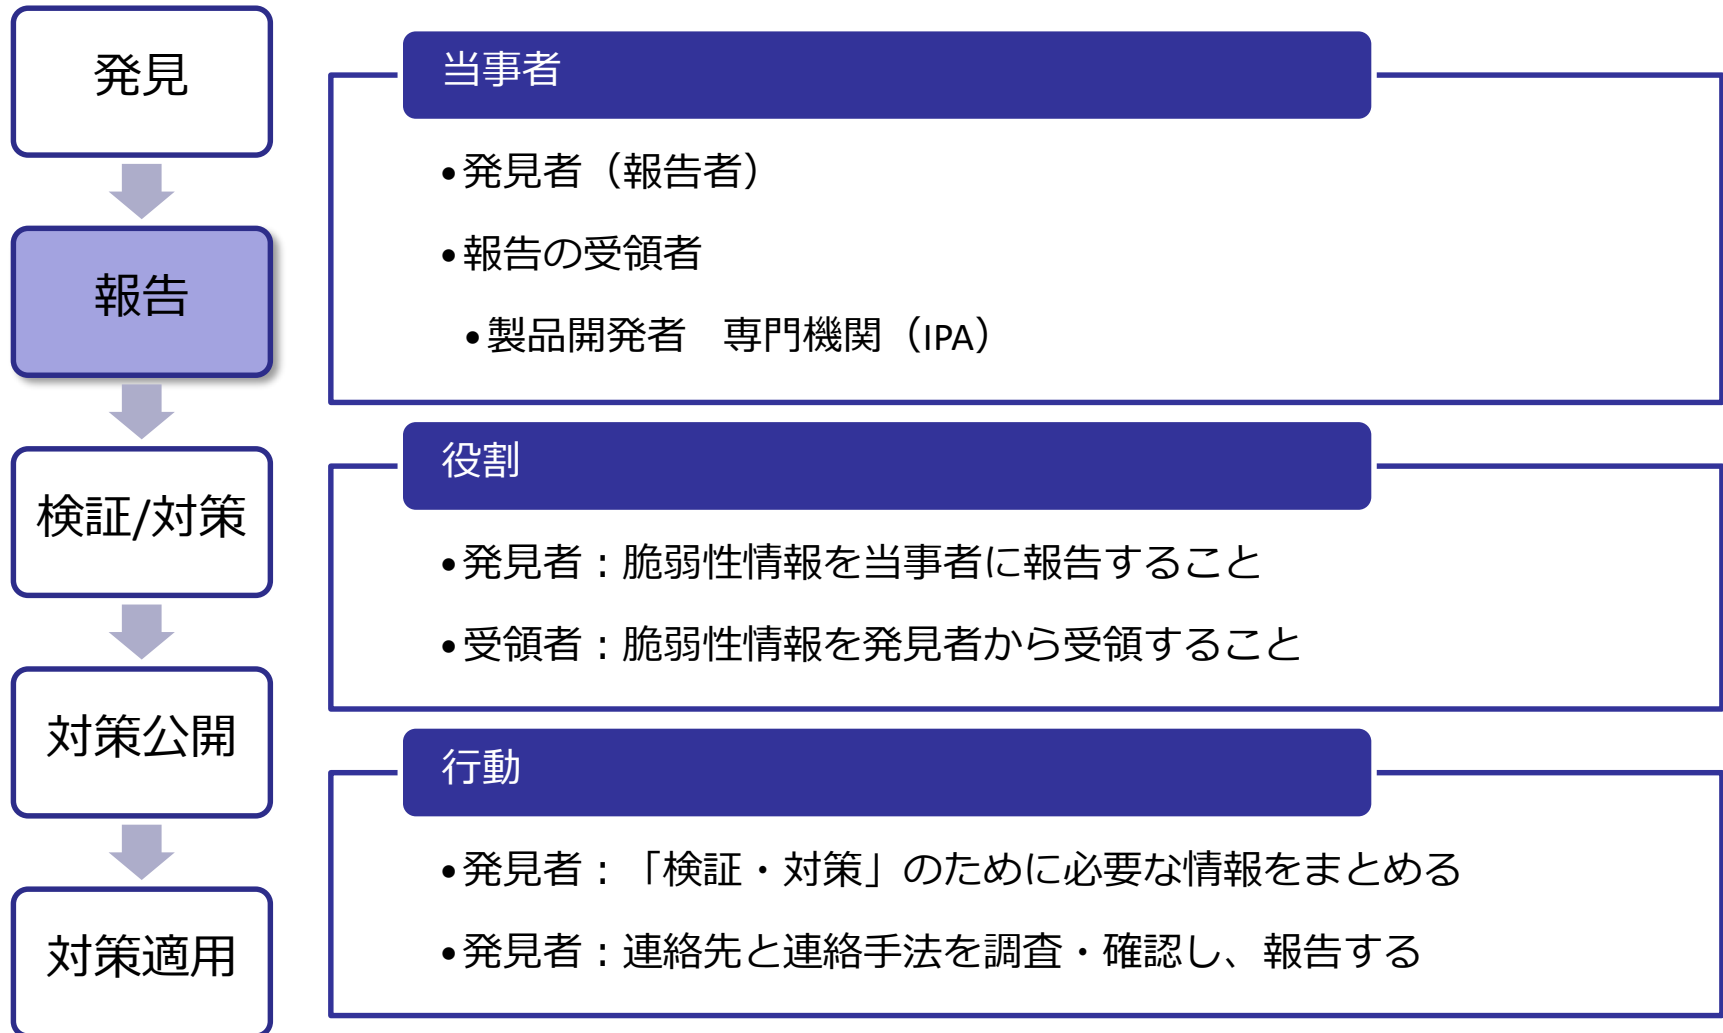 発見
報告
検証/対策
対策公開
対策適用
当事者
•発見者（報告者）
•報告の受領者
•製品開発者　専門機関（IPA）
役割
•発見者：脆弱性情報を当事者に報告すること
•受領者：脆弱性情報を発見者から受領すること
行動
•発見者：「検証・対策」のために必要な情報をまとめる
•発見者：連絡先と連絡手法を調査・確認し、報告する